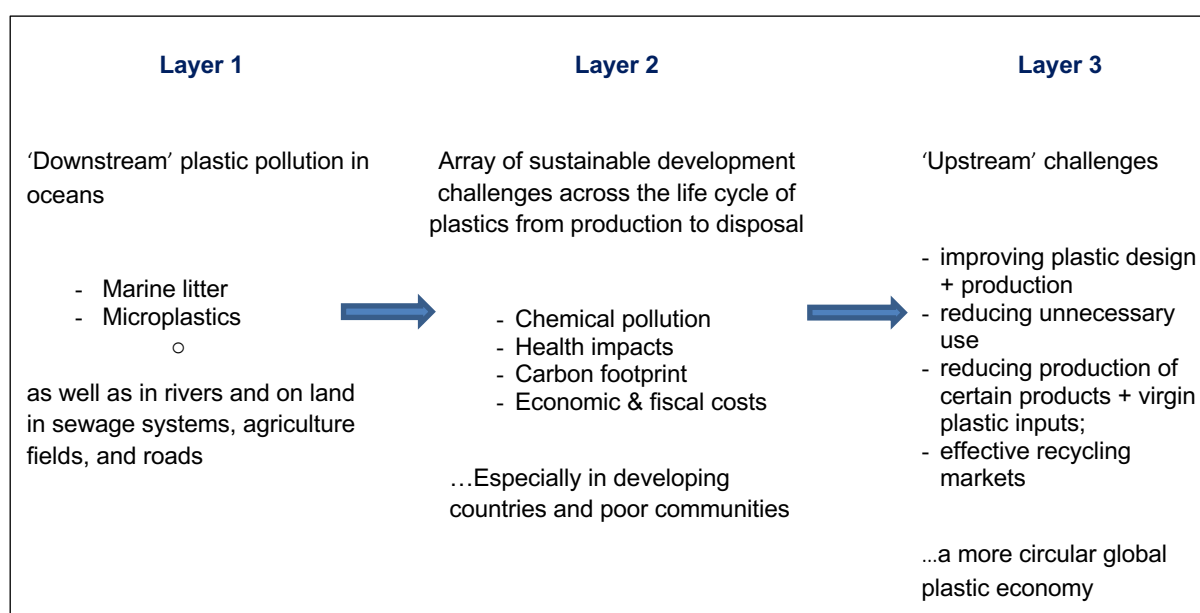 Layer 1
'Downstream' plastic pollution in
oceans
- Marine litter
- Microplastics
○
as well as in rivers and on land
in sewage systems, agriculture
fields, and roads
Layer 2
Array of sustainable development
challenges across the life cycle of
plastics from production to disposal
- Chemical pollution
- Health impacts
- Carbon footprint
- Economic & fiscal costs
…Especially in developing
countries and poor communities
Layer 3
'Upstream' challenges
- improving plastic design
+ production
- reducing unnecessary
use
- reducing production of
certain products + virgin
plastic inputs;
- effective recycling
markets
…a more circular global
plastic economy